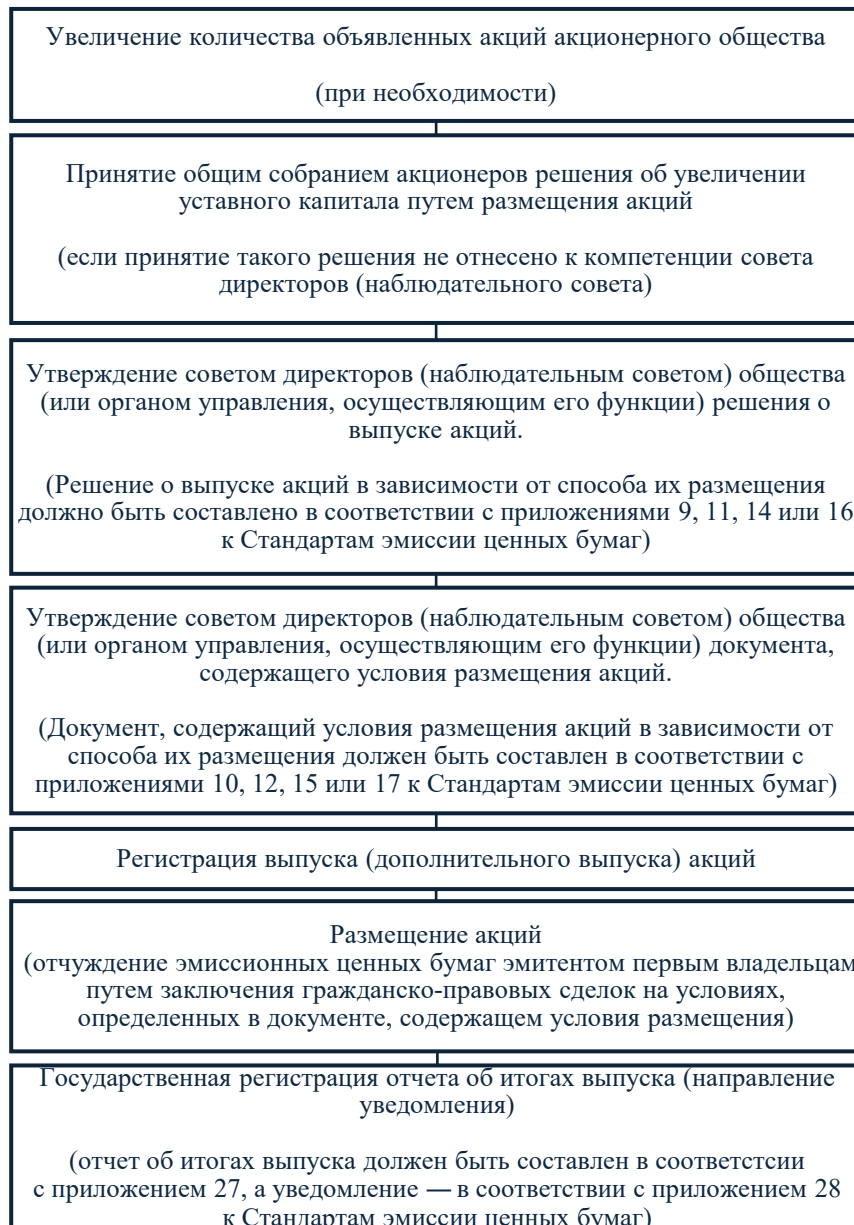 Увеличение количества объявленных акций акционерного общества
(при необходимости)
Принятие общим собранием акционеров решения об увеличении
уставного капитала путем размещения акций
(если принятие такого решения не отнесено к компетенции совета
директоров (наблюдательного совета)
Утверждение советом директоров (наблюдательным советом) общества
(или органом управления, осуществляющим его функции) решения о
выпуске акций.
(Решение о выпуске акций в зависимости от способа их размещения
должно быть составлено в соответствии с приложениями 9, 11, 14 или 16
к Стандартам эмиссии ценных бумаг)
Утверждение советом директоров (наблюдательным советом) общества
(или органом управления, осуществляющим его функции) документа,
содержащего условия размещения акций.
(Документ, содержащий условия размещения акций в зависимости от
способа их размещения должен быть составлен в соответствии с
приложениями 10, 12, 15 или 17 к Стандартам эмиссии ценных бумаг)
Регистрация выпуска (дополнительного выпуска) акций
Размещение акций
(отчуждение эмиссионных ценных бумаг эмитентом первым владельцам
путем заключения гражданско-правовых сделок на условиях,
определенных в документе, содержащем условия размещения)
Государственная регистрация отчета об итогах выпуска (направление
уведомления)
(отчет об итогах выпуска должен быть составлен в соответстсии
с приложением 27, а уведомление — в соответствии с приложением 28
к Стандартам эмиссии ценных бумаг)